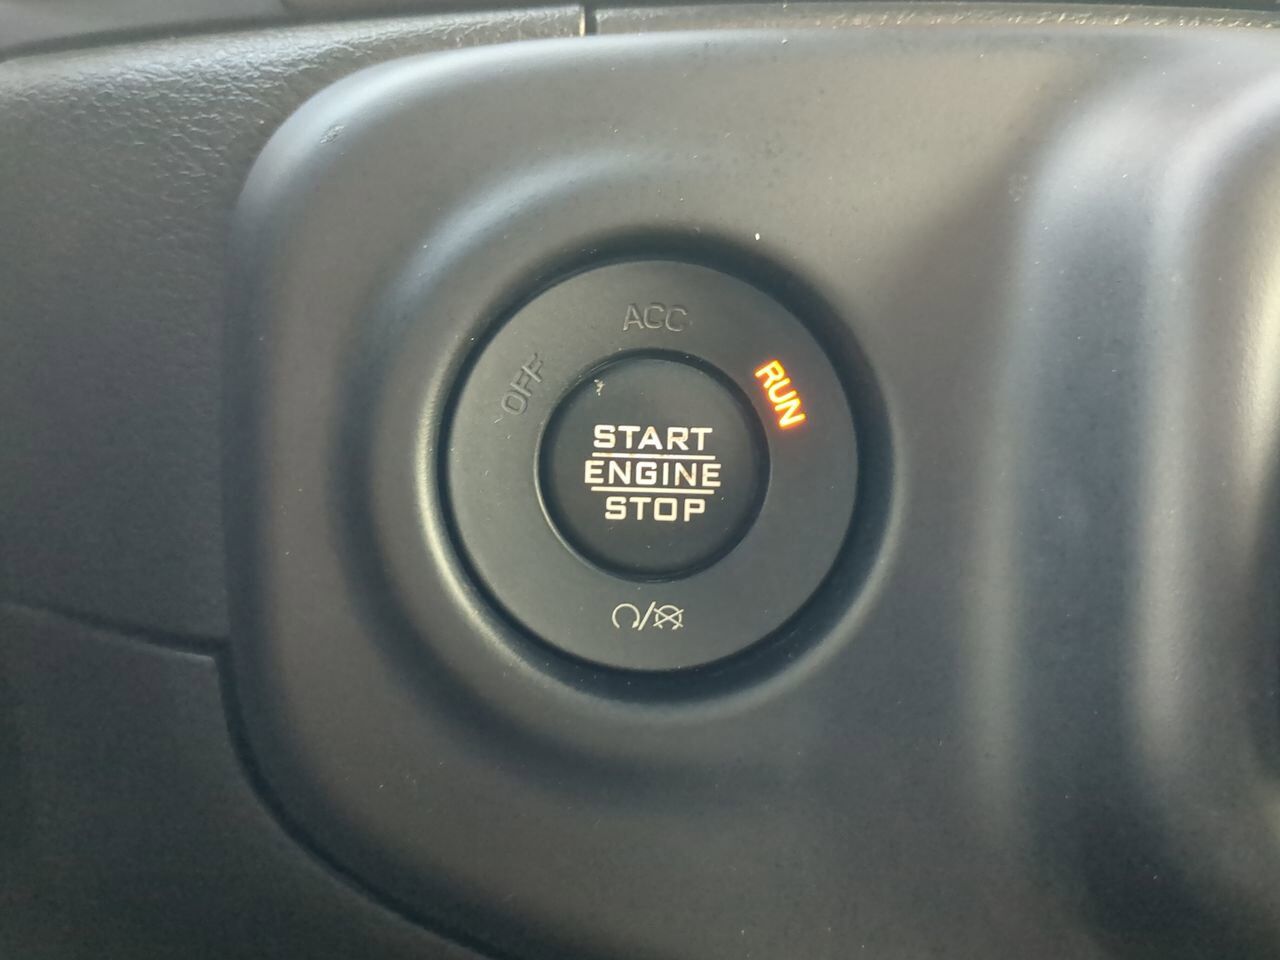 ACC
OFF
RUN
START
ENGINE
STOP